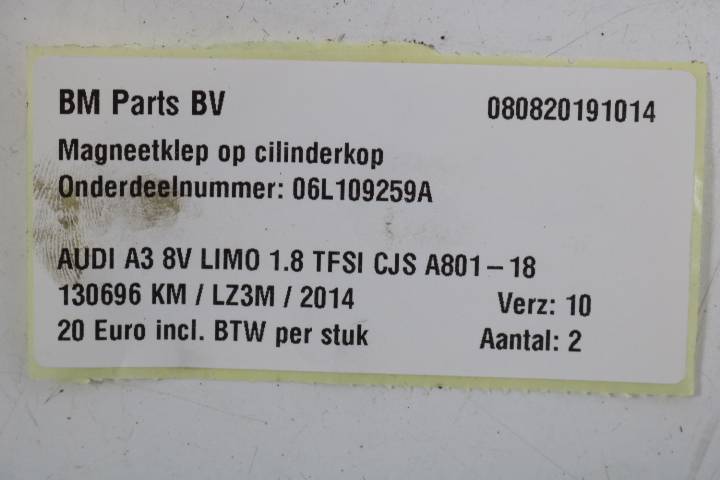 BM Parts BV 080820191014
Magneetklep op cilinderkop
Onderdeelnummer: 06L109259A
AUDI A3 8V LIMO 1.8 TFSI CJS A801-18
130696 KM / LZ3M / 2014 Verz: 10
20 Euro incl. BTW per stuk Aantal: 2